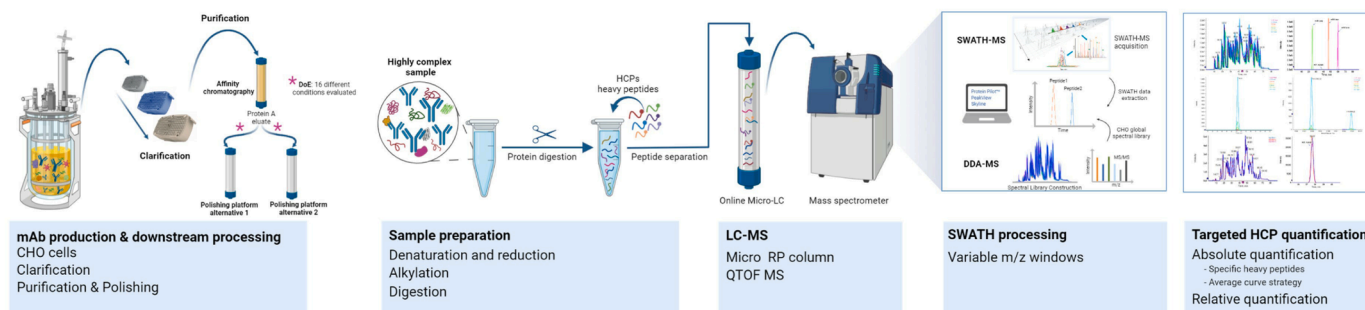 Purification
Affinity
chromatography
* DoE: 16 different
conditions evaluated
Protein A
eluate
Clarification
Polishing platform
alternative 1
Polishing platform
alternative 2
mAb production & downstream processing
CHO cells
Clarification
Purification & Polishing
Highly complex
sample
Protein digestion
HCPs
heavy peptides
Peptide separation
Sample preparation
Denaturation and reduction
Alkylation
Digestion
Online Micro-LC
Mass spectrometer
LC-MS
Micro RP column
QTOF MS
SWATH-MS
SWATH-MS
acquisition
Protein Pilot™
PeakView
Skyline
Peptide1
Peptide2
Intensity
Time
SWATH data
extraction
CHO global
spectral library
DDA-MS
Intensity
MS/MS
m/z
Spectral Library Construction
SWATH processing
Variable m/z windows
Targeted HCP quantification
Absolute quantification
- Specific heavy peptides
- Average curve strategy
Relative quantification